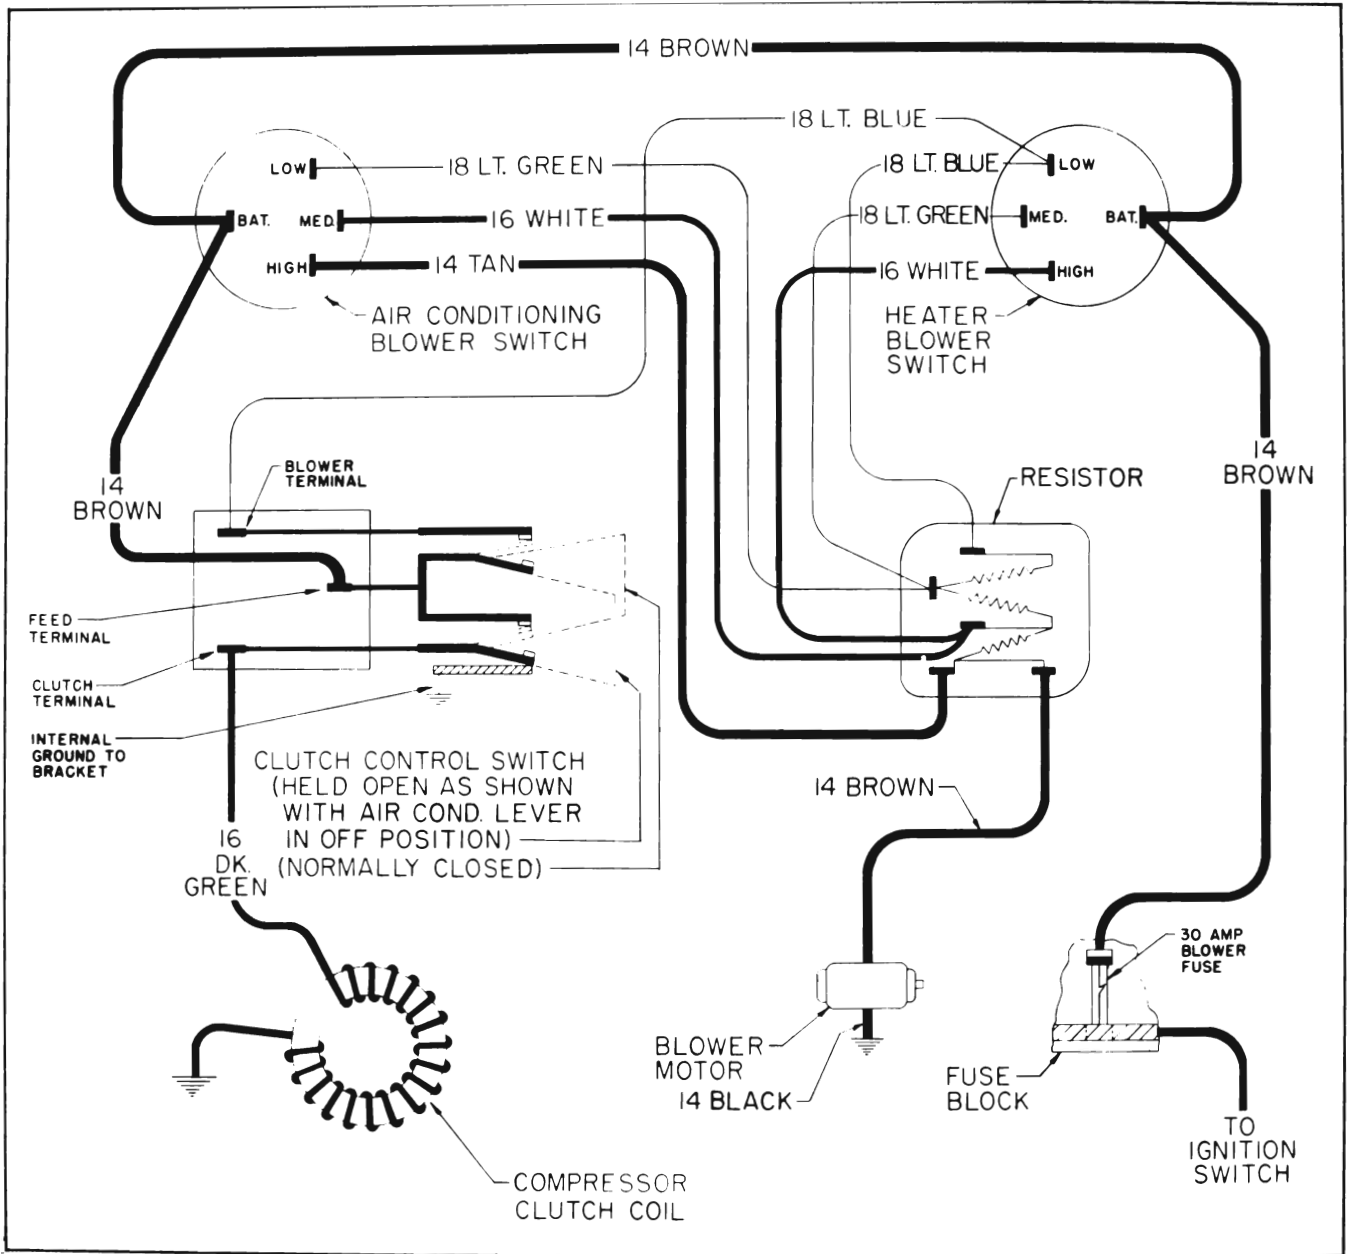 14 BROWN
18 LT. BLUE
LOW
18 LT. GREEN
18 LT. BLUE
LOW
BAT.
MED.
16 WHITE
18 LT. GREEN
MED.
BAT.
HIGH
14 TAN
16 WHITE
HIGH
AIR CONDITIONING
BLOWER SWITCH
HEATER
BLOWER
SWITCH
BLOWER
TERMINAL
14
BROWN
RESISTOR
14
BROWN
FEED
TERMINAL
CLUTCH
TERMINAL
INTERNAL
GROUND TO
BRACKET
CLUTCH CONTROL SWITCH
(HELD OPEN AS SHOWN
WITH AIR COND. LEVER
IN OFF POSITION)
(NORMALLY CLOSED)
14 BROWN
16
DK.
GREEN
30 AMP
BLOWER
FUSE
BLOWER
MOTOR
14 BLACK
FUSE
BLOCK
TO
IGNITION
SWITCH
COMPRESSOR
CLUTCH COIL